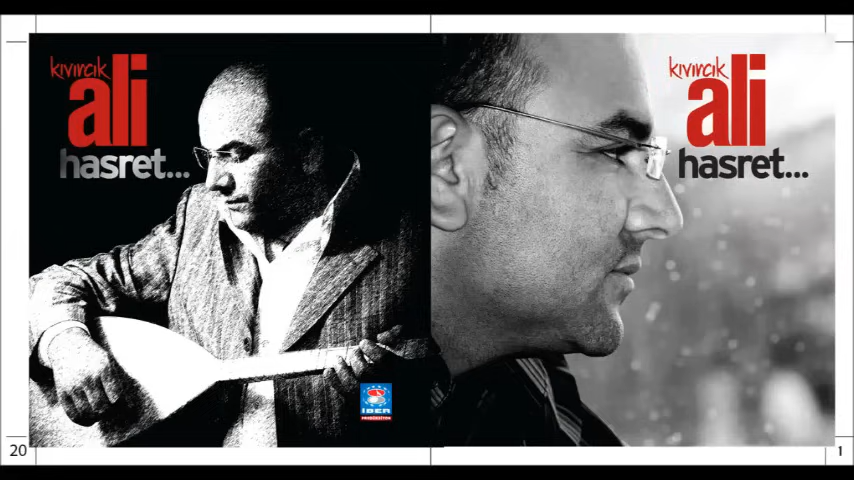 kıvırcık
ali
hasret...
İBER
kıvırcık
ali
hasret...
20
1